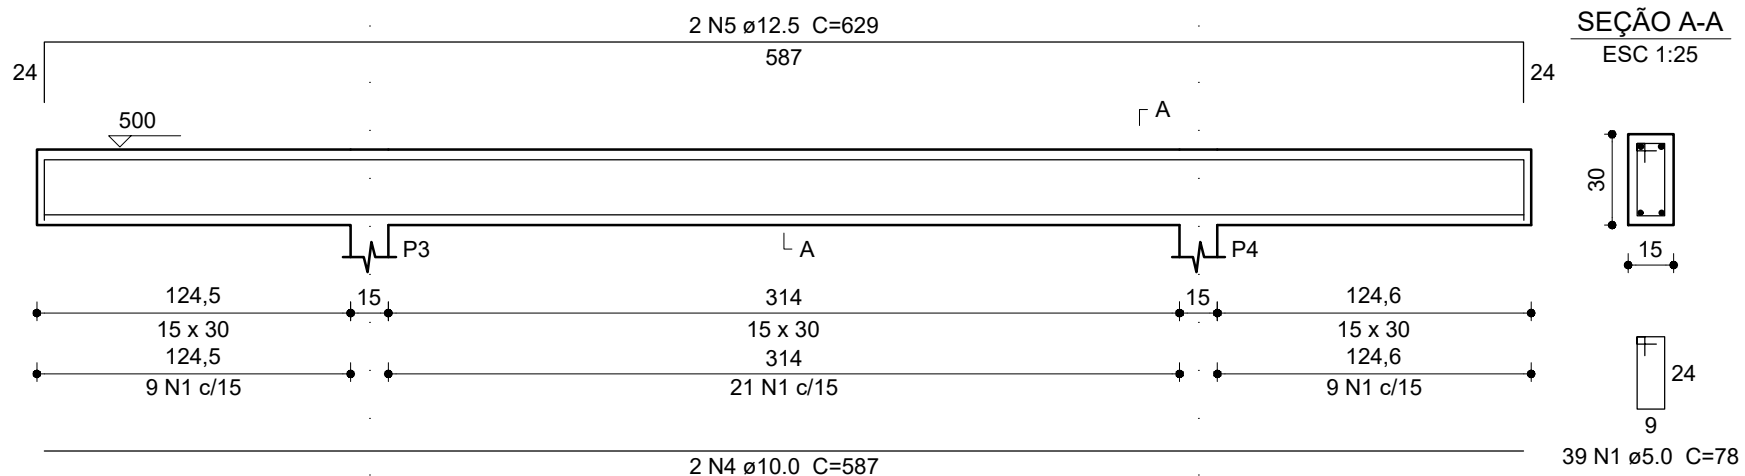 2 N5 ø12.5 C=629
SEÇÃO A-A
ESC 1:25
587
24
24
A
500
30
P3
A
P4
15
124,5
15
314
15
124,6
15 x 30
15 x 30
15 x 30
124,5
314
124,6
9 N1 c/15
21 N1 c/15
9 N1 c/15
24
9
2 N4 ø10.0 C=587
39 N1 ø5.0 C=78